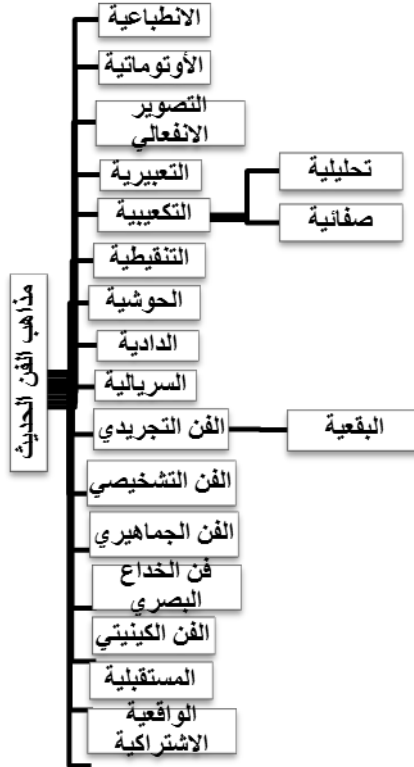 مذاهب الفن الحديث
الانطباعية
الأوتوماتية
التصوير
الانفعالي
التعبيرية
التكعيبية
تحليلية
صفائية
التنقيطية
الحوشية
الدادية
السريالية
الفن التجريدي
البقعية
الفن التشخيصي
الفن الجماهيري
فن الخداع
البصري
الفن الكينيتي
المستقبلية
الواقعية
الاشتراكية